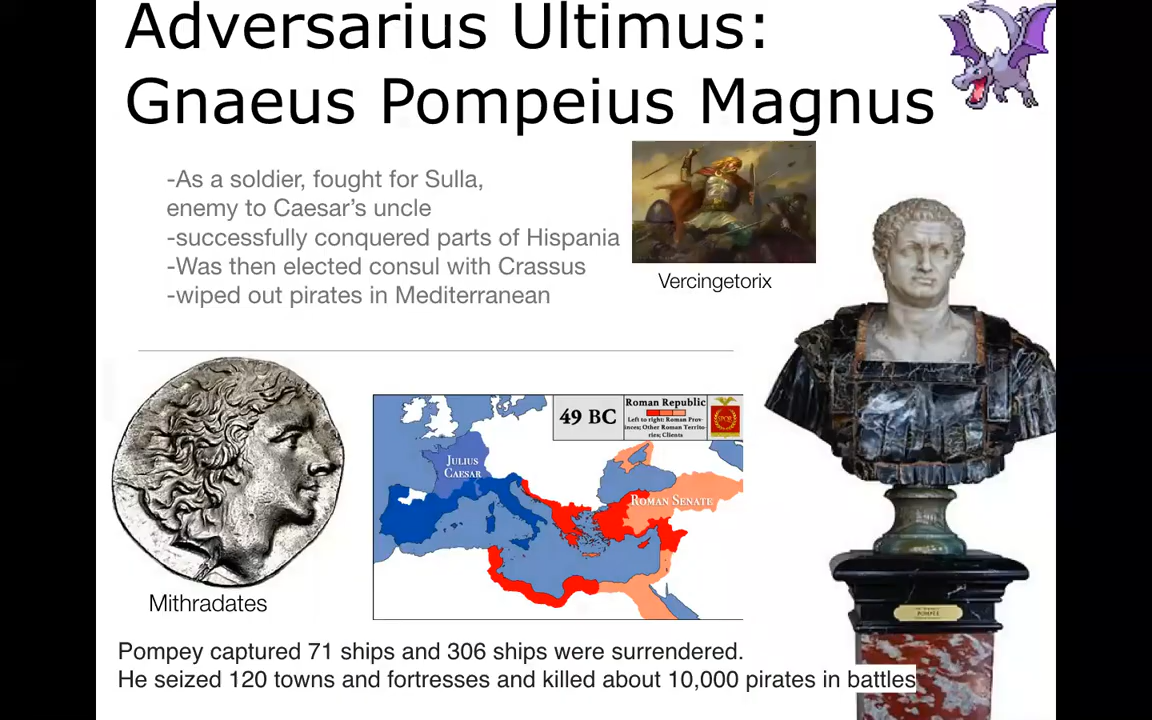 Adversarius Ultimus:
Gnaeus Pompeius Magnus
-As a soldier, fought for Sulla,
enemy to Caesar’s uncle
-successfully conquered parts of Hispania
-Was then elected consul with Crassus
-wiped out pirates in Mediterranean
Vercingetorix
Mithradates
49 BC
Roman Republic
Left to right: Roman Prov-
inces; Other Roman Territo-
ries; Clients
SPQR
JULIUS
CAESAR
ROMAN SENATE
POMPÉE
Pompey captured 71 ships and 306 ships were surrendered.
He seized 120 towns and fortresses and killed about 10,000 pirates in battles